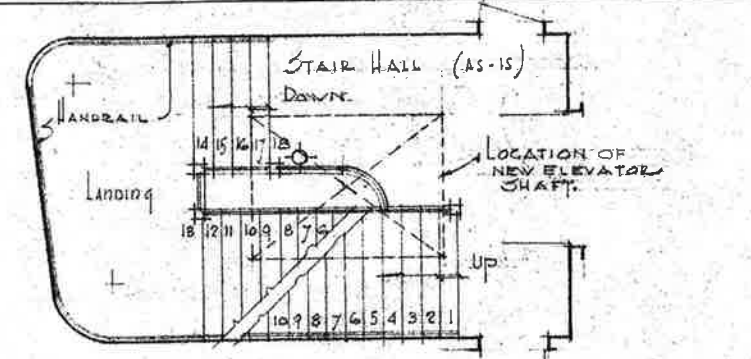 STAIR HALL (AS-IS)
DOWN.
HANDRAIL
14 15 16 17 18
LOCATION OF
NEW ELEVATOR
SHAFT.
LANDING
13 12 11 10 9 8 7 6
UP
10 9 8 7 6 5 4 3 2 1